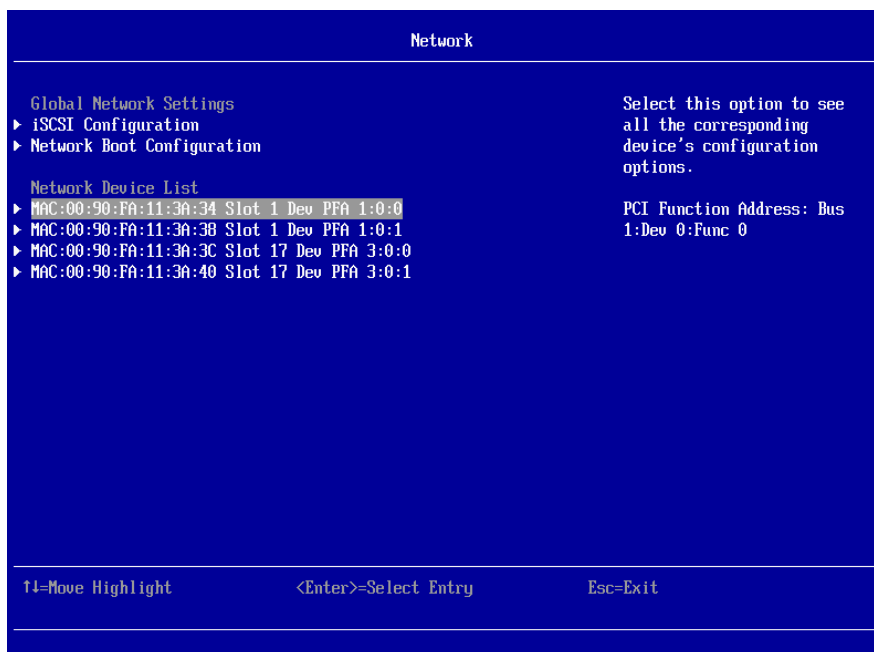 Network
Global Network Settings
iSCSI Configuration
Network Boot Configuration
Network Device List
MAC:00:90:FA:11:3A:34 Slot 1 Dev PFA 1:0:0
MAC:00:90:FA:11:3A:38 Slot 1 Dev PFA 1:0:1
MAC:00:90:FA:11:3A:3C Slot 17 Dev PFA 3:0:0
MAC:00:90:FA:11:3A:40 Slot 17 Dev PFA 3:0:1
Select this option to see
all the corresponding
device's configuration
options.
PCI Function Address: Bus
1:Dev 0:Func 0
↑↓=Move Highlight <Enter>=Select Entry Esc=Exit